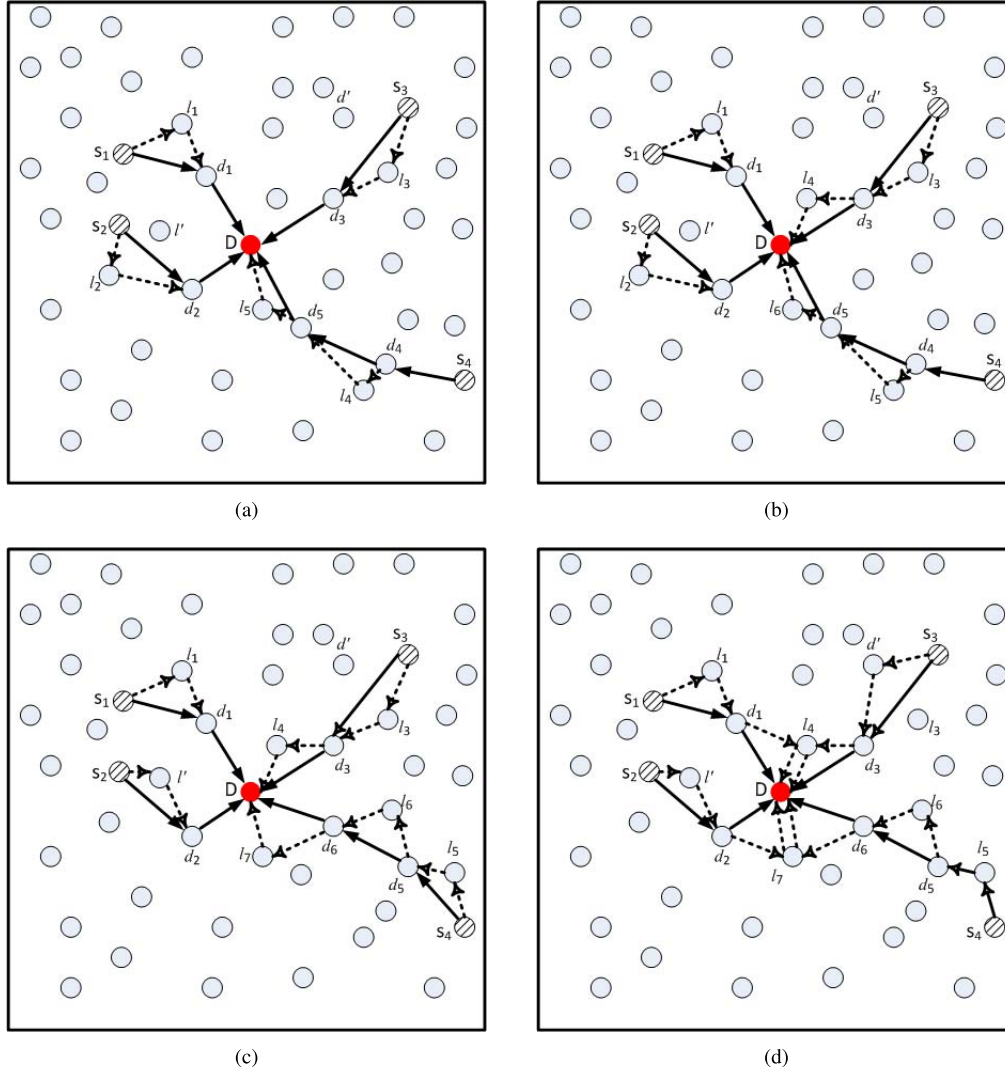 s₃
d'
l₁
s₁
d₁
l₃
d₃
s₂
l'
D
l₂
d₂
l₅
d₅
d₄
s₄
l₄
(a)
s₃
d'
l₁
s₁
d₁
l₄
l₃
d₃
s₂
l'
D
l₂
d₂
l₆
d₅
d₄
s₄
l₅
(b)
s₃
d'
l₁
s₁
d₁
l₃
l₄
d₃
s₂
l'
D
l₆
d₂
l₇
d₆
l₅
d₅
s₄
(c)
d'
s₃
l₁
s₁
d₁
l₄
l₃
d₃
s₂
l'
D
l₆
d₂
d₆
l₇
l₅
d₅
s₄
(d)